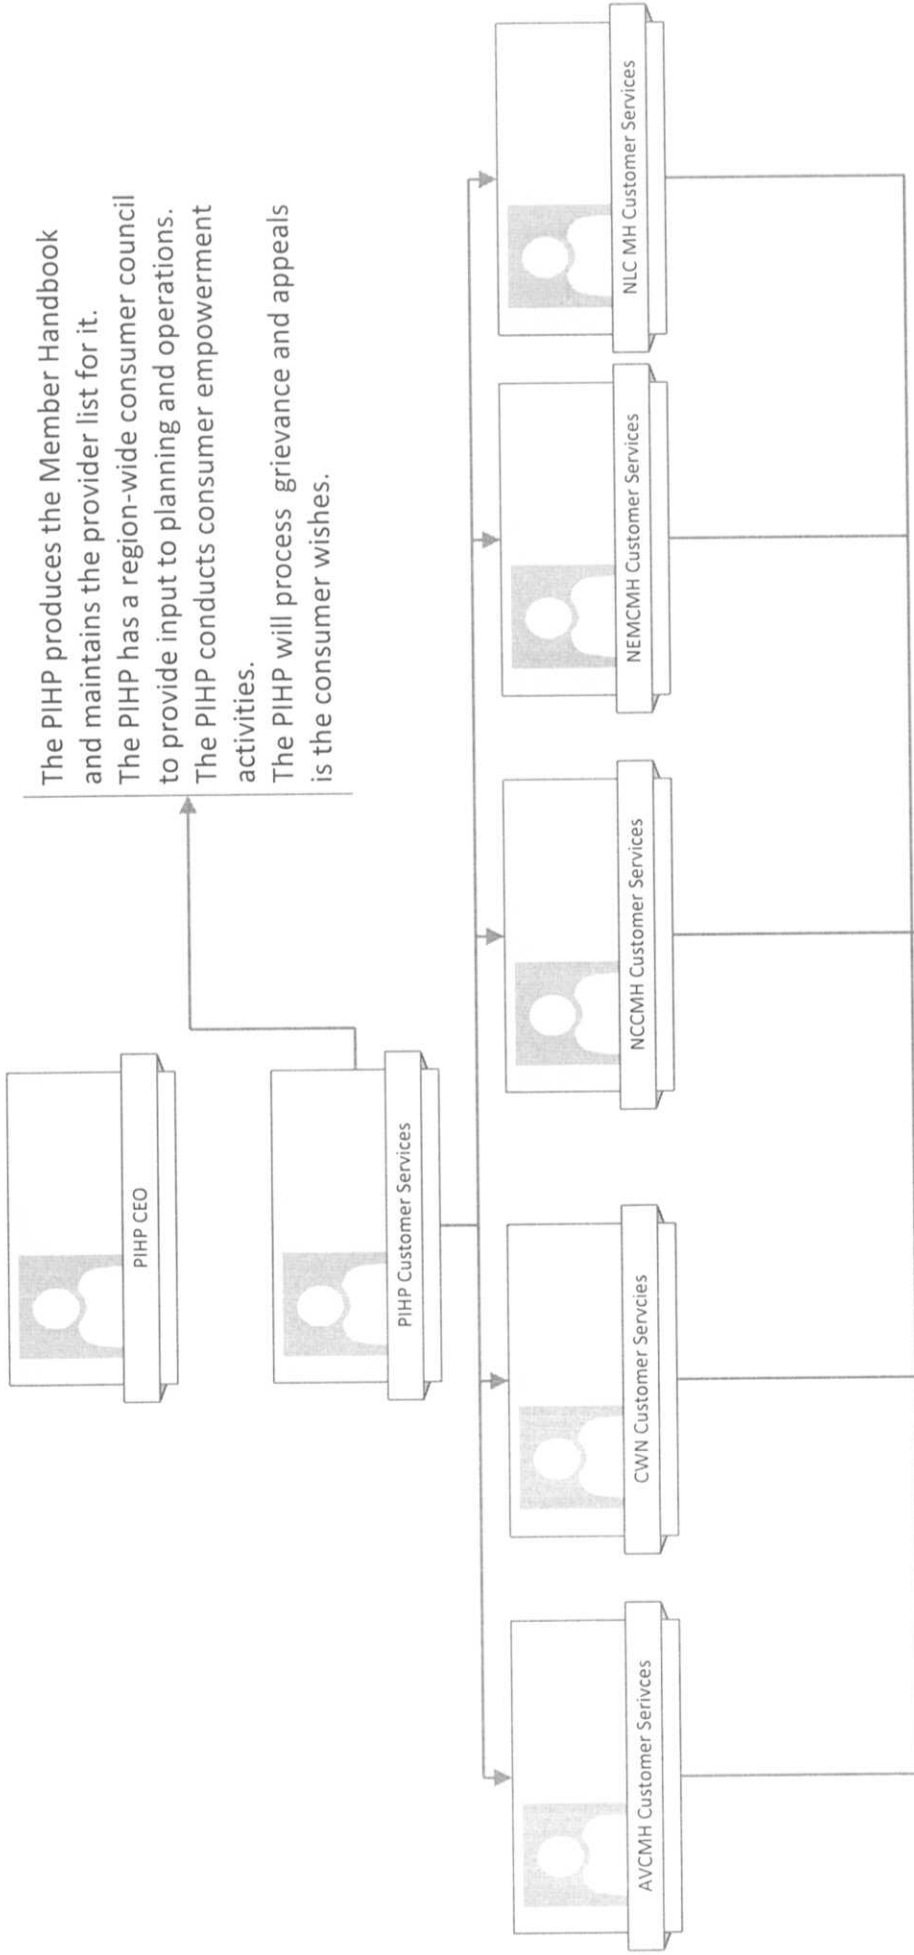 The PIHP produces the Member Handbook
and maintains the provider list for it.
The PIHP has a region-wide consumer council
to provide input to planning and operations.
The PIHP conducts consumer empowerment
activities.
The PIHP will process grievance and appeals
is the consumer wishes.
PIHP CEO
PIHP Customer Services
AVCMH Customer Serivces
CWN Customer Servcies
NCCMH Customer Services
NEMCMH Customer Services
NLC MH Customer Services